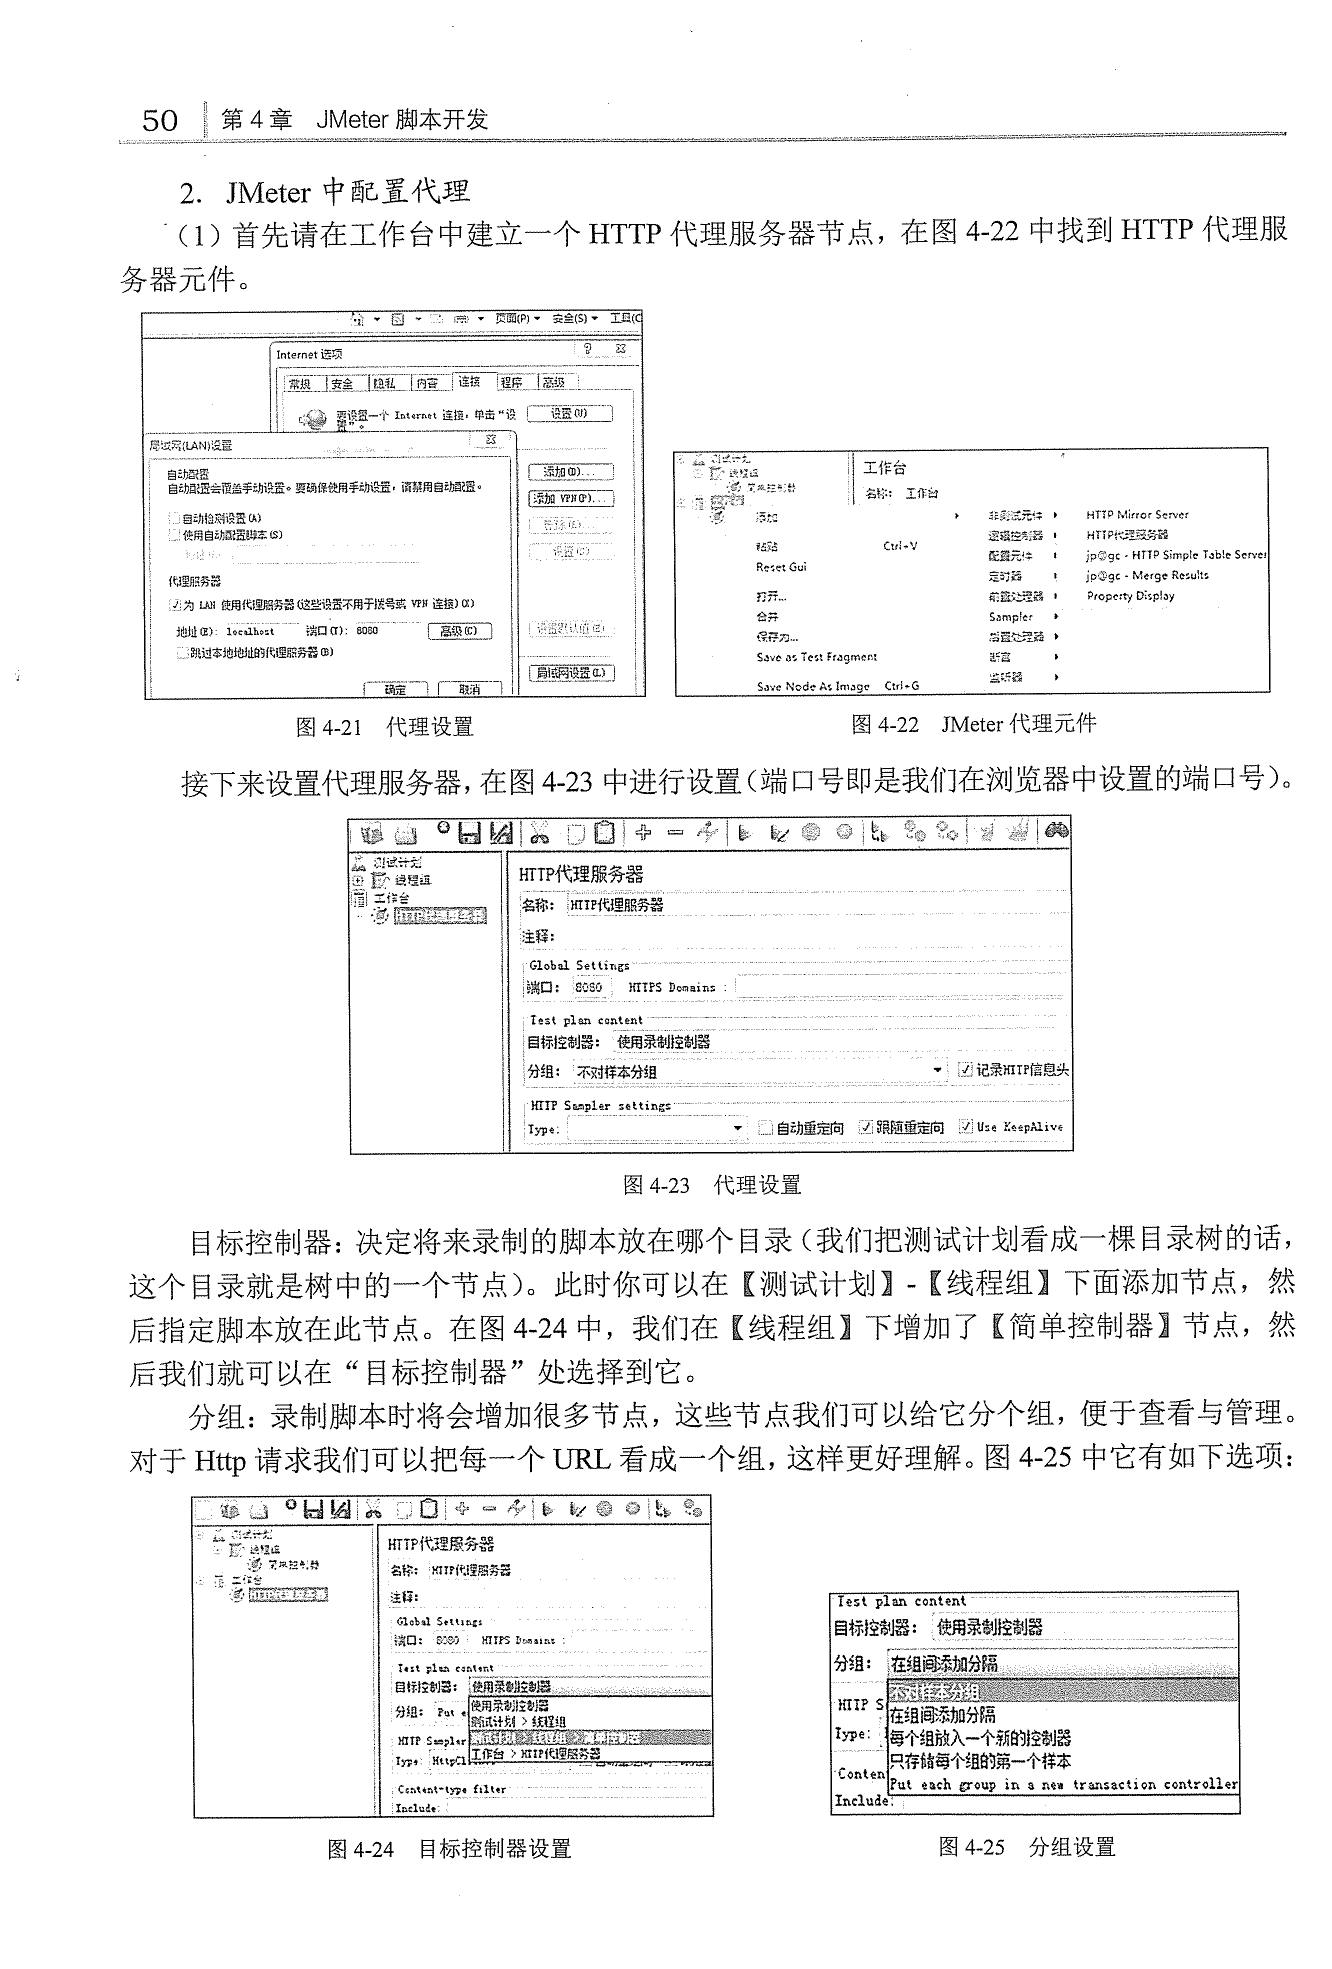 50 第4章 JMeter 脚本开发
2. JMeter 中配置代理
（1）首先请在工作台中建立一个 HTTP 代理服务器节点，在图 4-22 中找到 HTTP 代理服
务器元件。
页面(P) 安全(S) 工具(O
Internet 选项
常规 安全 隐私 内容 连接 程序 高级
要设置一个 Internet 连接，单击“设
置”。
设置(U)
局域网(LAN)设置
自动配置
自动配置会覆盖手动设置。要确保使用手动设置，请禁用自动配置。
自动检测设置(A)
使用自动配置脚本(S)
代理服务器
为 LAN 使用代理服务器(这些设置不用于拨号或 VPN 连接)(X)
地址(E): localhost 端口(T): 8080 高级(C)
跳过本地地址的代理服务器(B)
确定 取消
添加(D)...
添加 VPN(P)...
设置(S)
局域网设置(L)
图 4-21 代理设置
测试计划
线程组
简单控制器
工作台
名称: 工作台
添加
粘贴 Ctrl+V
Reset Gui
打开...
合并
保存为...
Save as Test Fragment
Save Node As Image Ctrl+G
非测试元件
逻辑控制器
配置元件
定时器
前置处理器
Sampler
后置处理器
断言
监听器
HTTP Mirror Server
HTTP代理服务器
jp@gc - HTTP Simple Table Server
jp@gc - Merge Results
Property Display
图 4-22 JMeter 代理元件
接下来设置代理服务器，在图 4-23 中进行设置（端口号即是我们在浏览器中设置的端口号）。
测试计划
线程组
工作台
HTTP代理服务器
HTTP代理服务器
名称: HTTP代理服务器
注释:
Global Settings
端口: 8080 HTTPS Domains :
Test plan content
目标控制器: 使用录制控制器
分组: 不对样本分组 记录HTTP信息头
HTTP Sampler settings
Type: 自动重定向 跟随重定向 Use KeepAlive
图 4-23 代理设置
目标控制器：决定将来录制的脚本放在哪个目录（我们把测试计划看成一棵目录树的话，
这个目录就是树中的一个节点）。此时你可以在【测试计划】-【线程组】下面添加节点，然
后指定脚本放在此节点。在图 4-24 中，我们在【线程组】下增加了【简单控制器】节点，然
后我们就可以在“目标控制器”处选择到它。
分组：录制脚本时将会增加很多节点，这些节点我们可以给它分个组，便于查看与管理。
对于 Http 请求我们可以把每一个 URL 看成一个组，这样更好理解。图 4-25 中它有如下选项：
测试计划
线程组
简单控制器
工作台
HTTP代理服务器
HTTP代理服务器
名称: HTTP代理服务器
注释:
Global Settings
端口: 8080 HTTPS Domains :
Test plan content
目标控制器: 使用录制控制器
使用录制控制器
分组: Put e
测试计划 > 线程组
HTTP Sampler
测试计划 > 线程组 > 简单控制器
Type: HttpCl
工作台 > HTTP代理服务器
Content-type filter
Include:
图 4-24 目标控制器设置
Test plan content
目标控制器: 使用录制控制器
分组: 在组间添加分隔
不对样本分组
HTTP S
在组间添加分隔
Type:
每个组放入一个新的控制器
只存储每个组的第一个样本
Conten
Put each group in a new transaction controller
Include:
图 4-25 分组设置